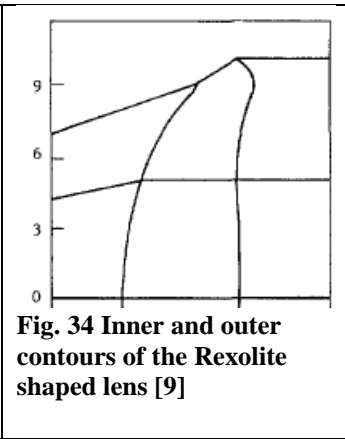 9
6
3
0
Fig. 34 Inner and outer
contours of the Rexolite
shaped lens [9]